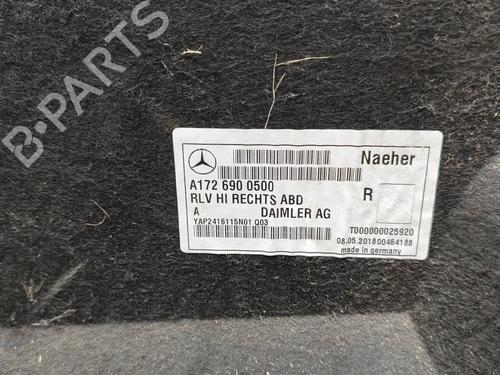 B-PARTS
Naeher
A172 690 0500
RLV HI RECHTS ABD
R
A DAIMLER AG
YAP2416115N01 Q03
T000000025920
08.05.201800464188
made in germany